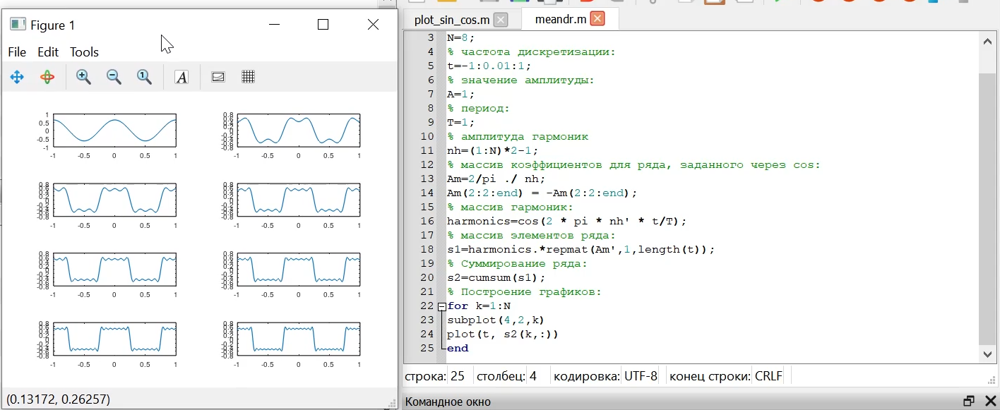 Figure 1
File Edit Tools
A
1
0.5
0
-0.5
-1
-1 -0.5 0 0.5 1
0.8
0.6
0.4
0.2
0
-0.2
-0.4
-0.6
-0.8
-1 -0.5 0 0.5 1
0.8
0.6
0.4
0.2
0
-0.2
-0.4
-0.6
-0.8
-1 -0.5 0 0.5 1
0.8
0.6
0.4
0.2
0
-0.2
-0.4
-0.6
-0.8
-1 -0.5 0 0.5 1
0.8
0.6
0.4
0.2
0
-0.2
-0.4
-0.6
-0.8
-1 -0.5 0 0.5 1
0.8
0.6
0.4
0.2
0
-0.2
-0.4
-0.6
-0.8
-1 -0.5 0 0.5 1
0.8
0.6
0.4
0.2
0
-0.2
-0.4
-0.6
-0.8
-1 -0.5 0 0.5 1
0.8
0.6
0.4
0.2
0
-0.2
-0.4
-0.6
-0.8
-1 -0.5 0 0.5 1
(0.13172, 0.26257)
plot_sin_cos.m meandr.m
3 N=8;
4 % частота дискретизации:
5 t=-1:0.01:1;
6 % значение амплитуды:
7 A=1;
8 % период:
9 T=1;
10 % амплитуда гармоник
11 nh=(1:N)*2-1;
12 % массив коэффициентов для ряда, заданного через cos:
13 Am=2/pi ./ nh;
14 Am(2:2:end) = -Am(2:2:end);
15 % массив гармоник:
16 harmonics=cos(2 * pi * nh' * t/T);
17 % массив элементов ряда:
18 s1=harmonics.*repmat(Am',1,length(t));
19 % Суммирование ряда:
20 s2=cumsum(s1);
21 % Построение графиков:
22 for k=1:N
23 subplot(4,2,k)
24 plot(t, s2(k,:))
25 end
строка: 25 столбец: 4 кодировка: UTF-8 конец строки: CRLF
Командное окно